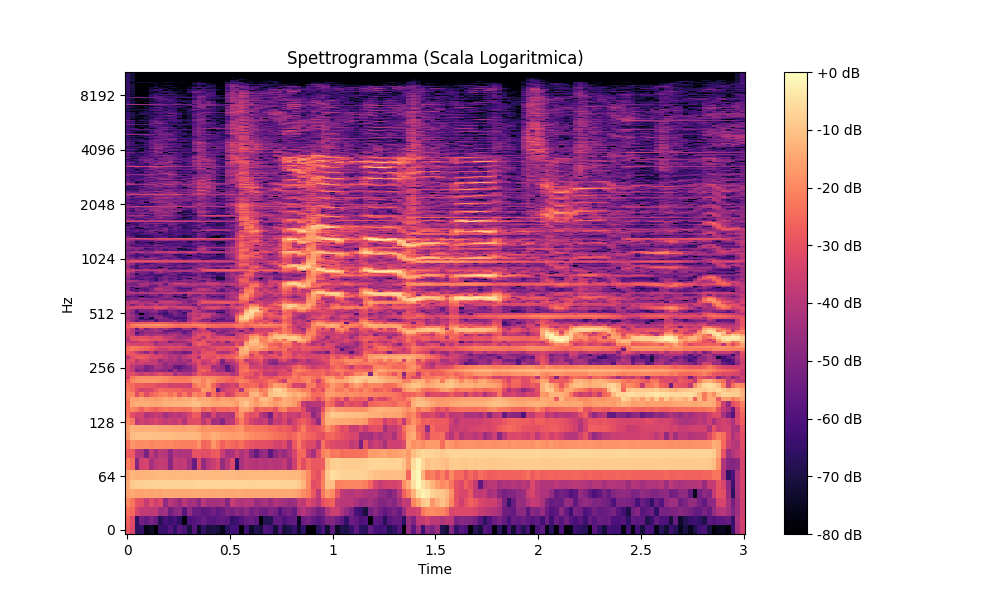 Spettrogramma (Scala Logaritmica)
Hz
8192
4096
2048
1024
512
256
128
64
0
0 0.5 1 1.5 2 2.5 3
Time
+0 dB
-10 dB
-20 dB
-30 dB
-40 dB
-50 dB
-60 dB
-70 dB
-80 dB